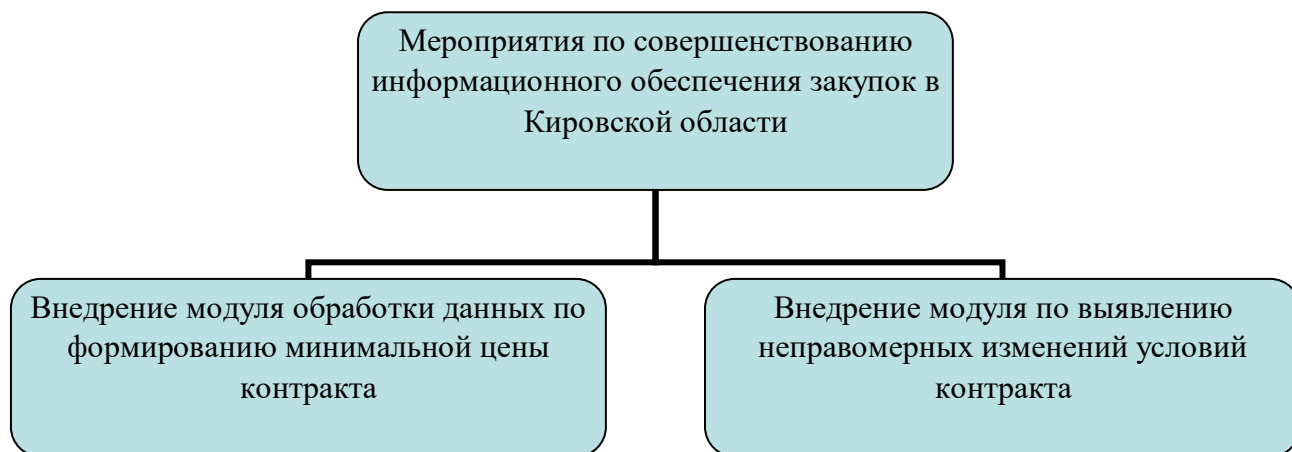 Мероприятия по совершенствованию
информационного обеспечения закупок в
Кировской области
Внедрение модуля обработки данных по
формированию минимальной цены
контракта
Внедрение модуля по выявлению
неправомерных изменений условий
контракта